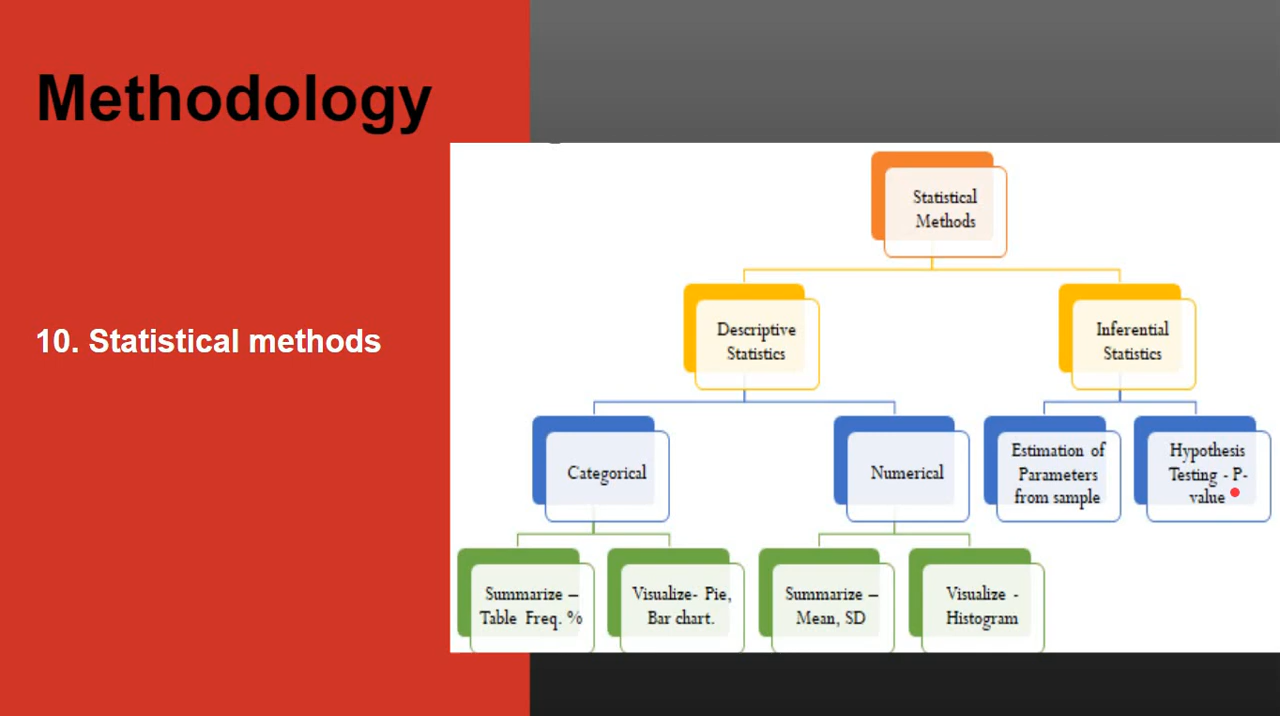 Methodology
10. Statistical methods
Statistical
Methods
Descriptive
Statistics
Inferential
Statistics
Categorical
Numerical
Estimation of
Parameters
from sample
Hypothesis
Testing - P-
value
Summarize –
Table Freq. %
Visualize- Pie,
Bar chart.
Summarize –
Mean, SD
Visualize -
Histogram